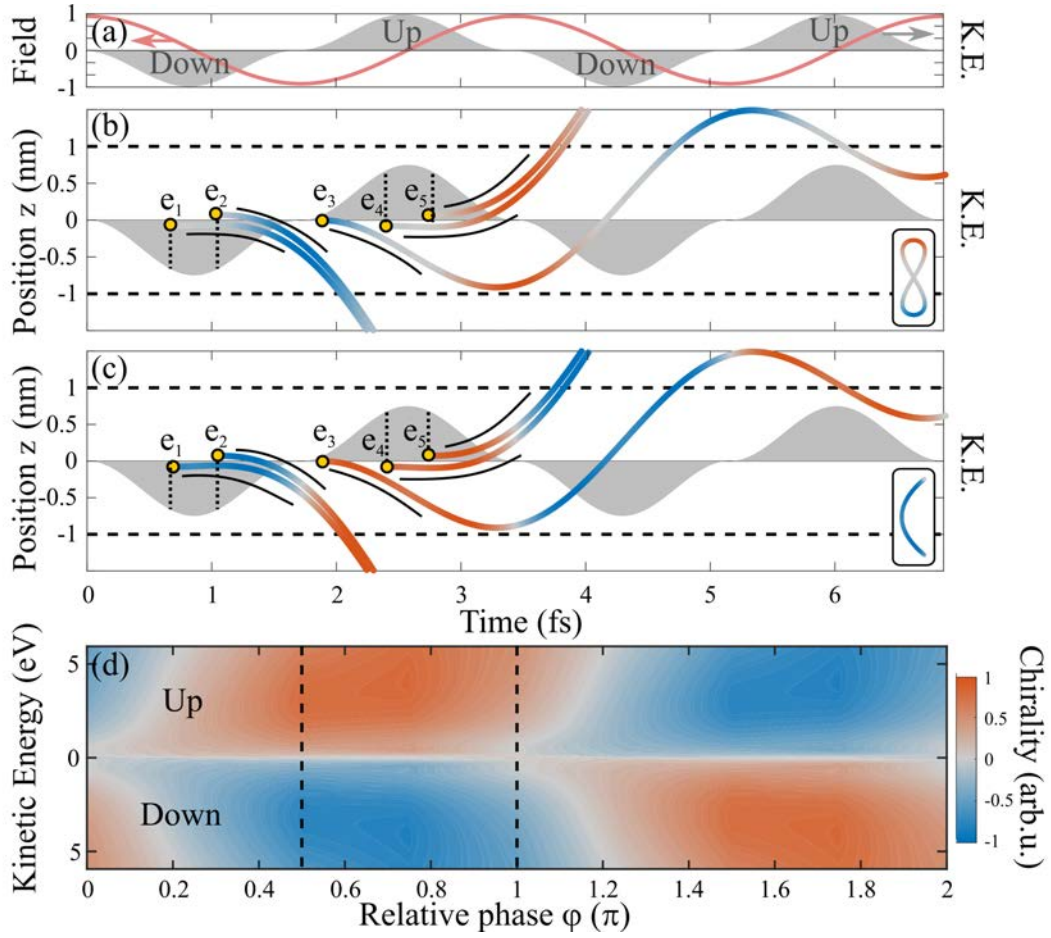 (a)
Field
1
0
-1
Down
Up
Down
Up
K.E.
(b)
Position z (nm)
1
0.5
0
-0.5
-1
e1
e2
e3
e4
e5
K.E.
(c)
Position z (nm)
1
0.5
0
-0.5
-1
e1
e2
e3
e4
e5
K.E.
0 1 2 3 4 5 6
Time (fs)
(d)
Kinetic Energy (eV)
5
0
5
Up
Down
0 0.2 0.4 0.6 0.8 1 1.2 1.4 1.6 1.8 2
Relative phase φ (π)
1
0.5
0
-0.5
-1
Chirality (arb.u.)